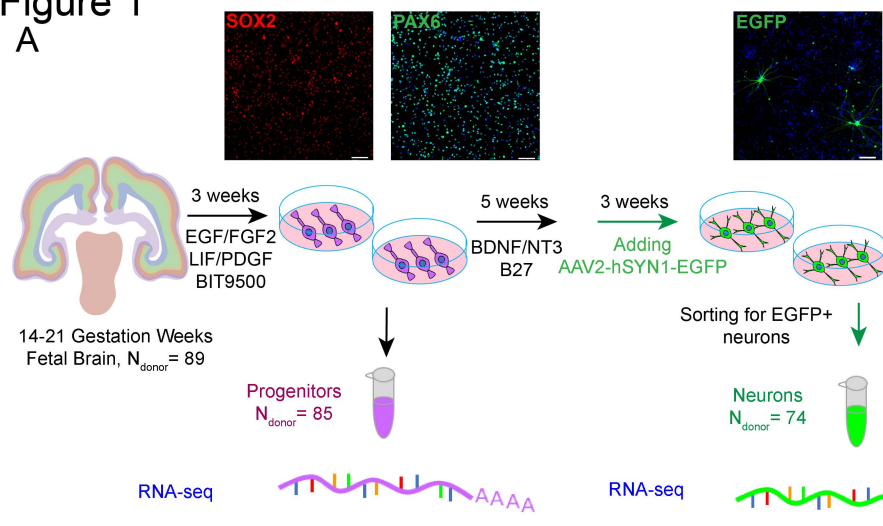 Figure 1
A
SOX2
PAX6
EGFP
3 weeks
EGF/FGF2
LIF/PDGF
BIT9500
5 weeks
BDNF/NT3
B27
3 weeks
Adding
AAV2-hSYN1-EGFP
14-21 Gestation Weeks
Fetal Brain, Ndonor= 89
Sorting for EGFP+
neurons
Progenitors
Ndonor= 85
Neurons
Ndonor= 74
RNA-seq
AAAA
RNA-seq